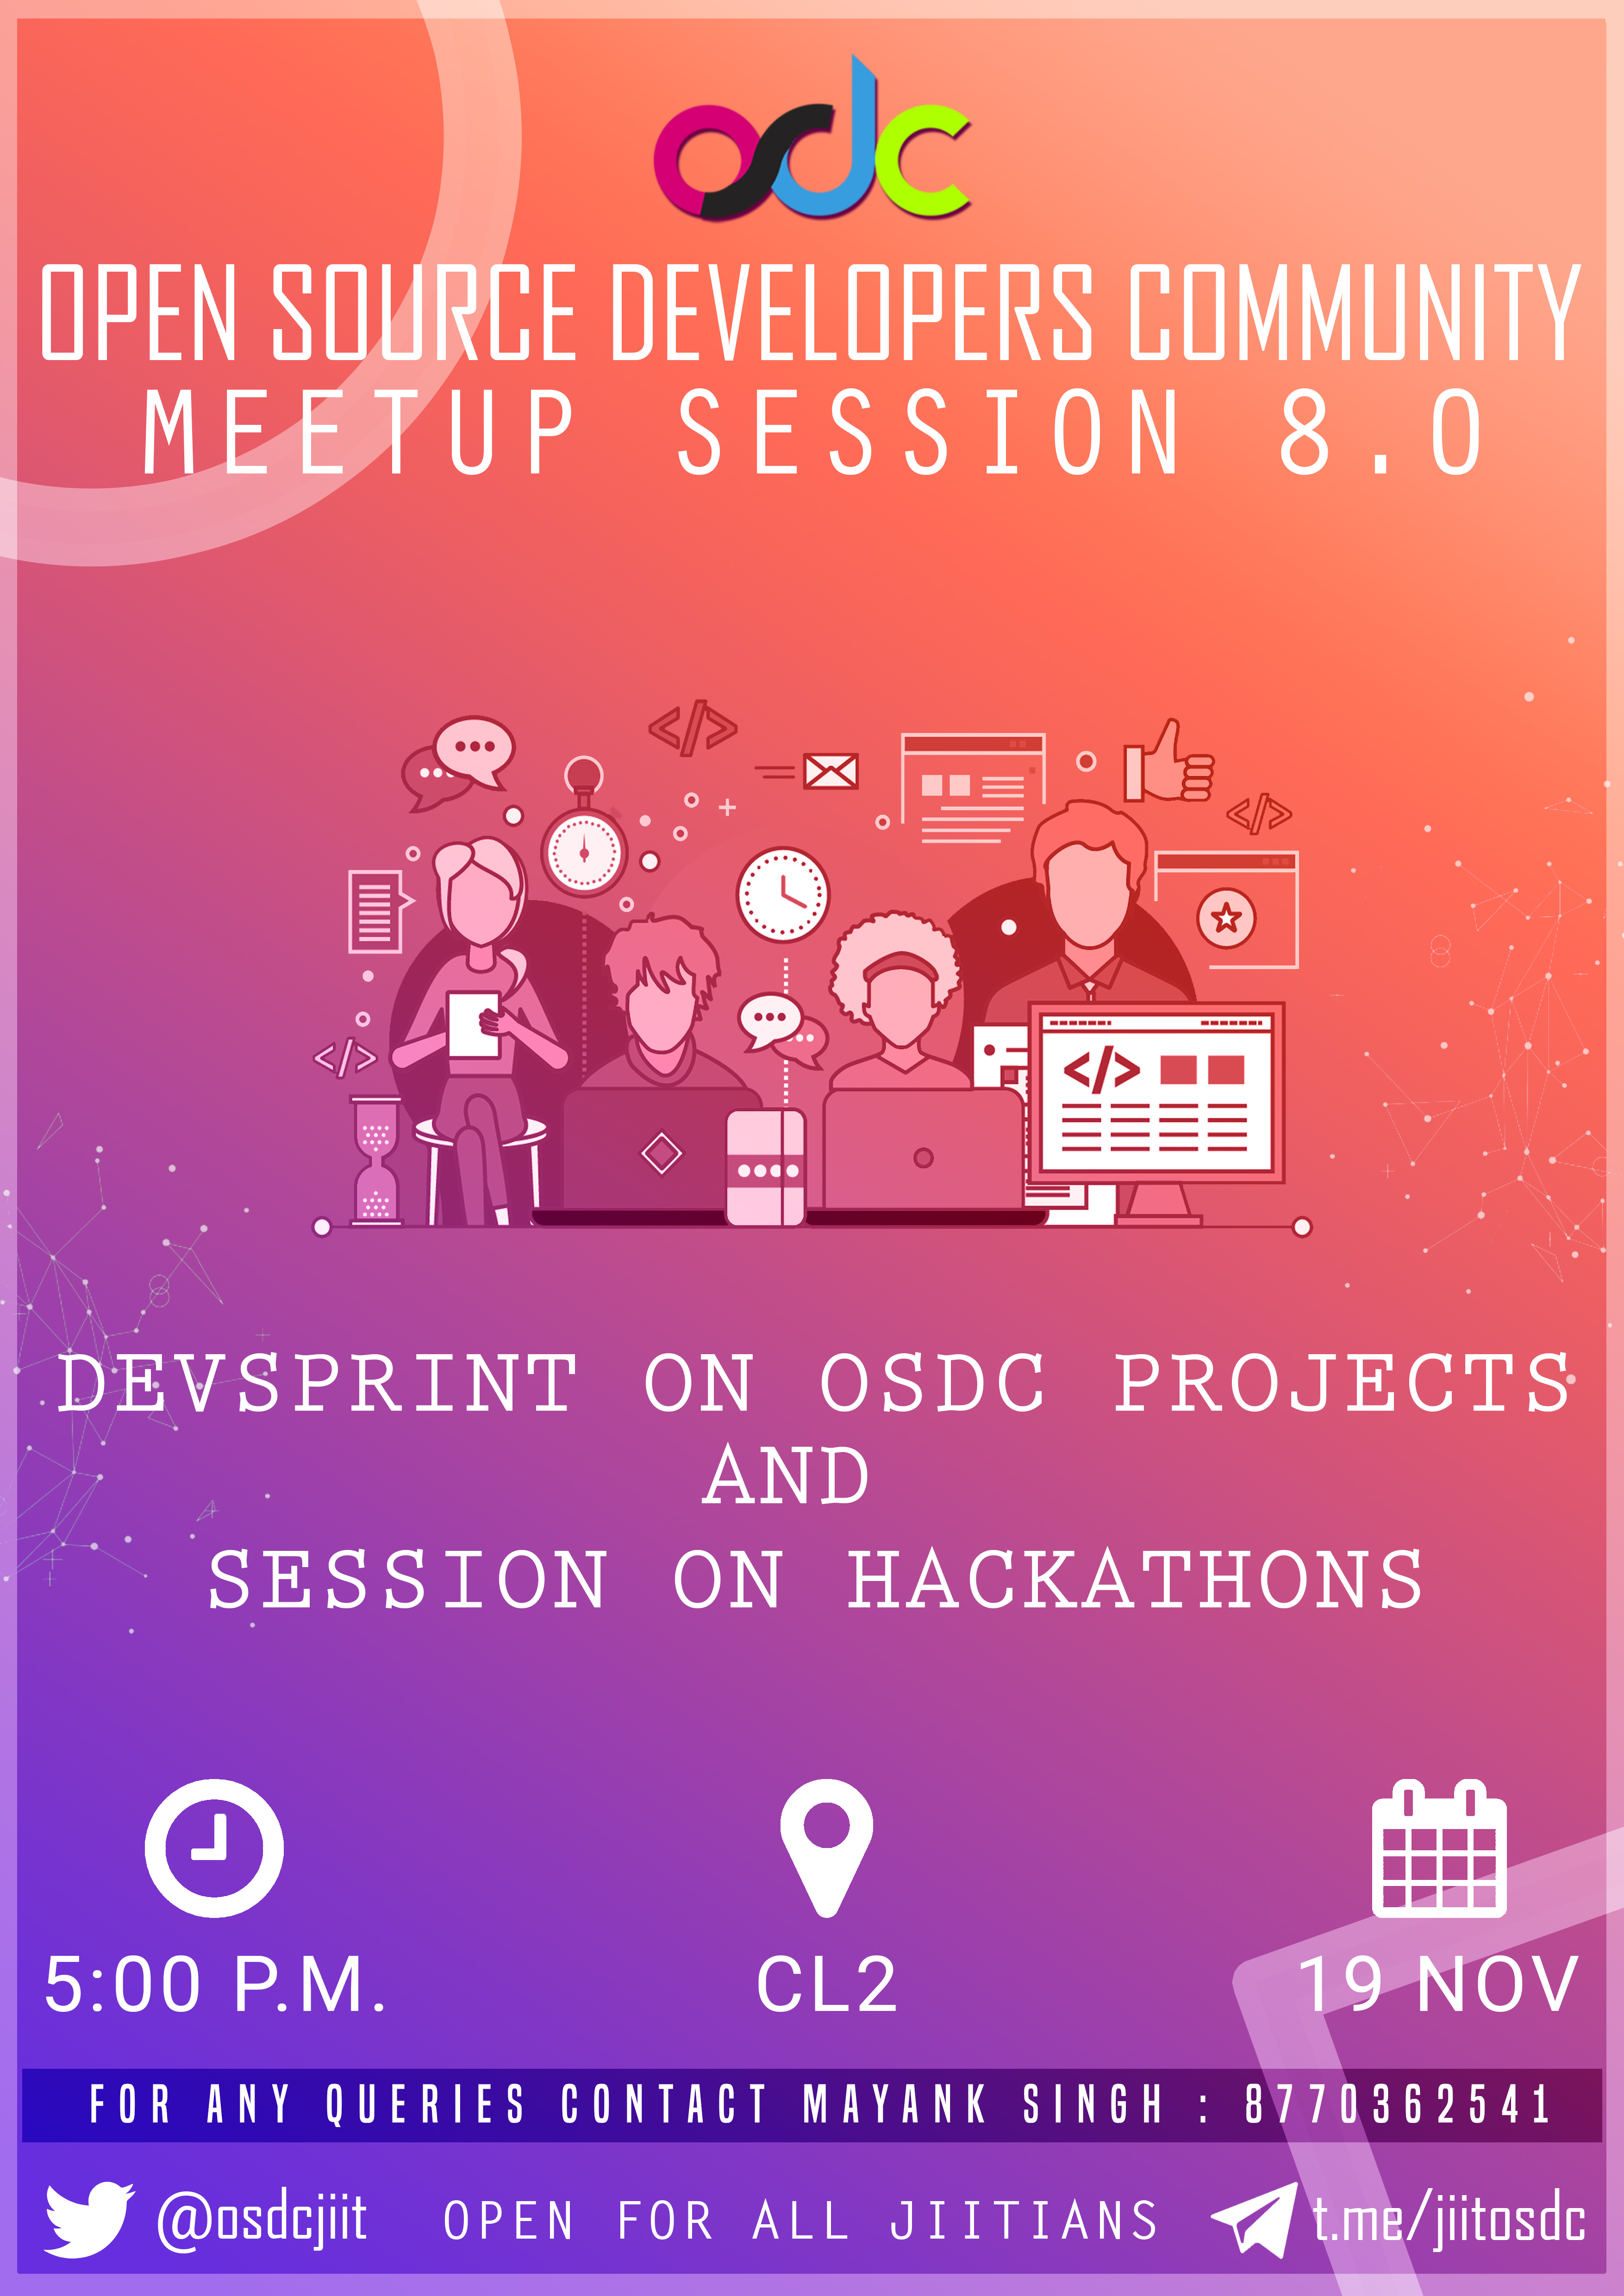 osdc
OPEN SOURCE DEVELOPERS COMMUNITY
MEETUP SESSION 8.0
DEVSPRINT ON OSDC PROJECTS
AND
SESSION ON HACKATHONS
5:00 P.M.
CL2
19 NOV
FOR ANY QUERIES CONTACT MAYANK SINGH : 8770362541
@osdcjiit
OPEN FOR ALL JIITIANS
t.me/jiitosdc